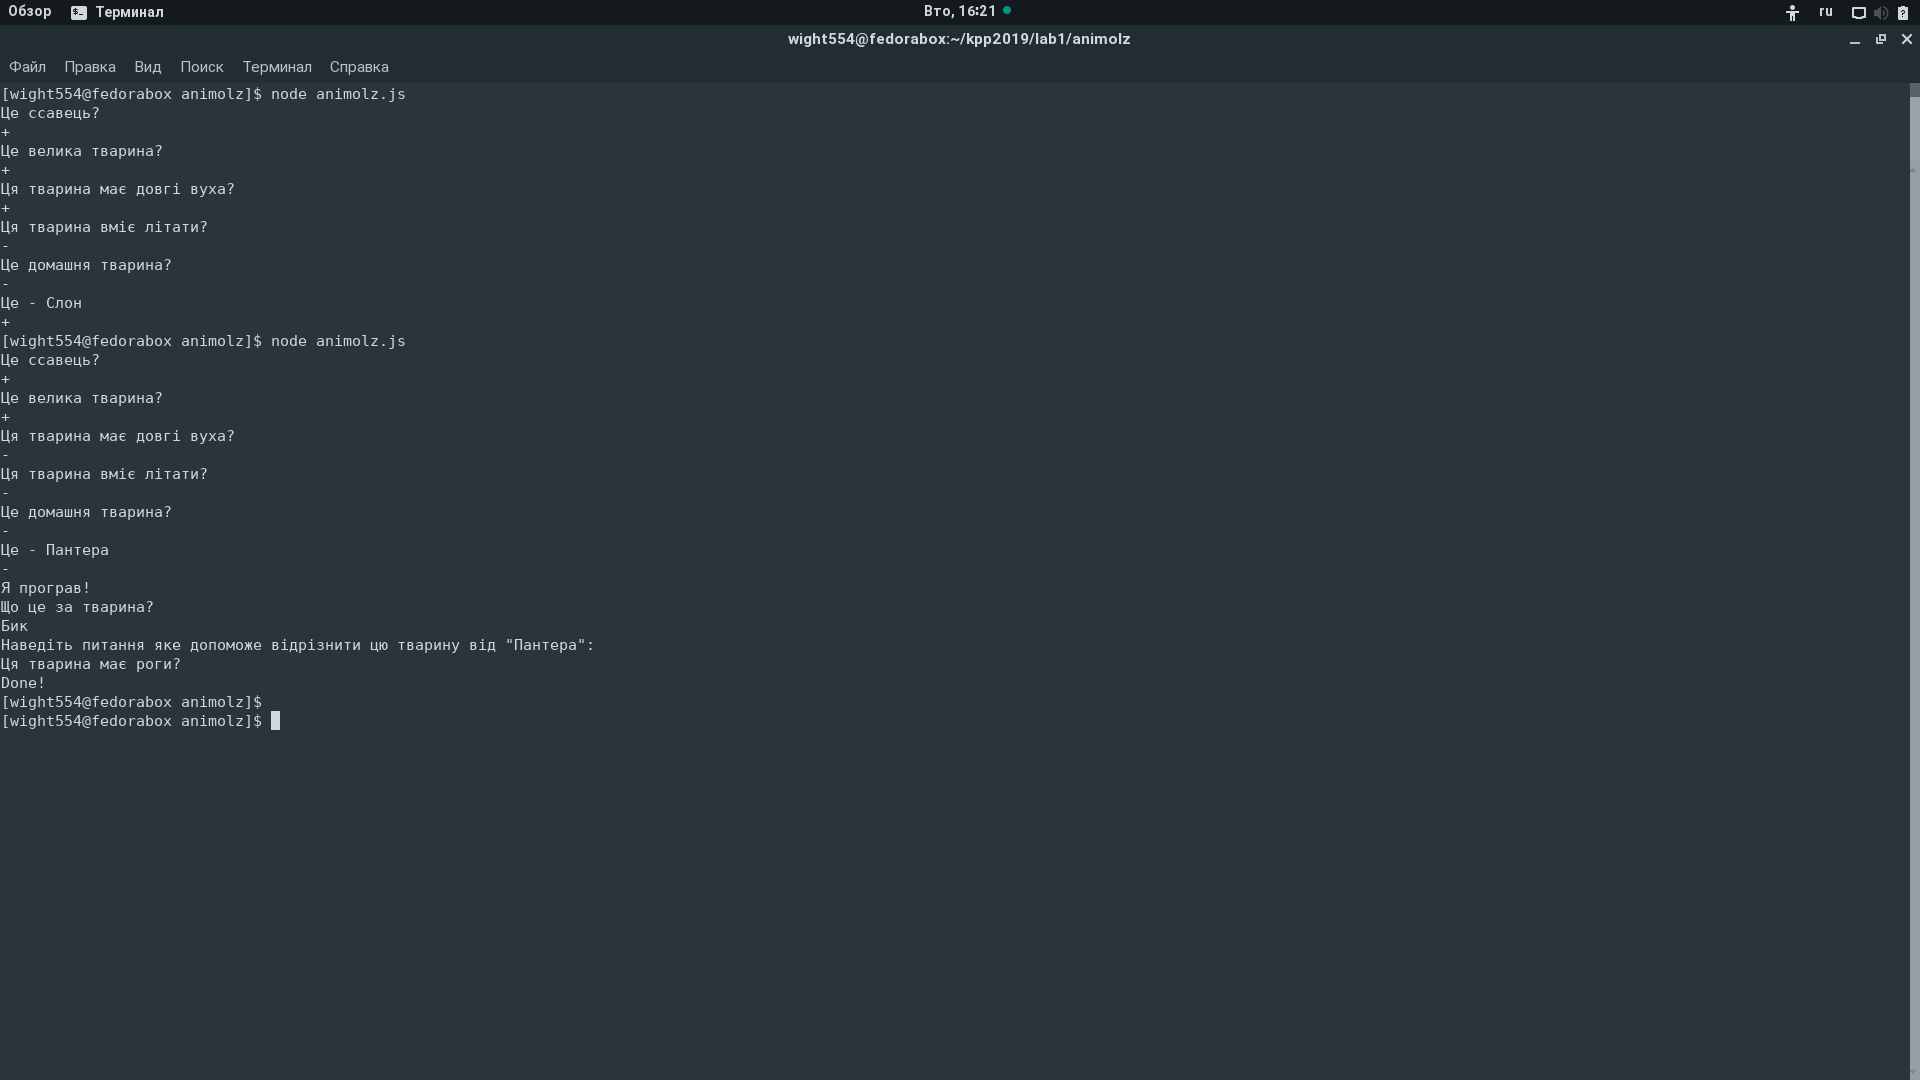 Обзор Терминал Вто, 16:21 ru
wight554@fedorabox:~/kpp2019/lab1/animolz
Файл Правка Вид Поиск Терминал Справка
[wight554@fedorabox animolz]$ node animolz.js
Це ссавець?
+
Це велика тварина?
+
Ця тварина має довгі вуха?
+
Ця тварина вміє літати?
-
Це домашня тварина?
-
Це - Слон
+
[wight554@fedorabox animolz]$ node animolz.js
Це ссавець?
+
Це велика тварина?
+
Ця тварина має довгі вуха?
-
Ця тварина вміє літати?
-
Це домашня тварина?
-
Це - Пантера
-
Я програв!
Що це за тварина?
Бик
Наведіть питання яке допоможе відрізнити цю тварину від "Пантера":
Ця тварина має роги?
Done!
[wight554@fedorabox animolz]$
[wight554@fedorabox animolz]$